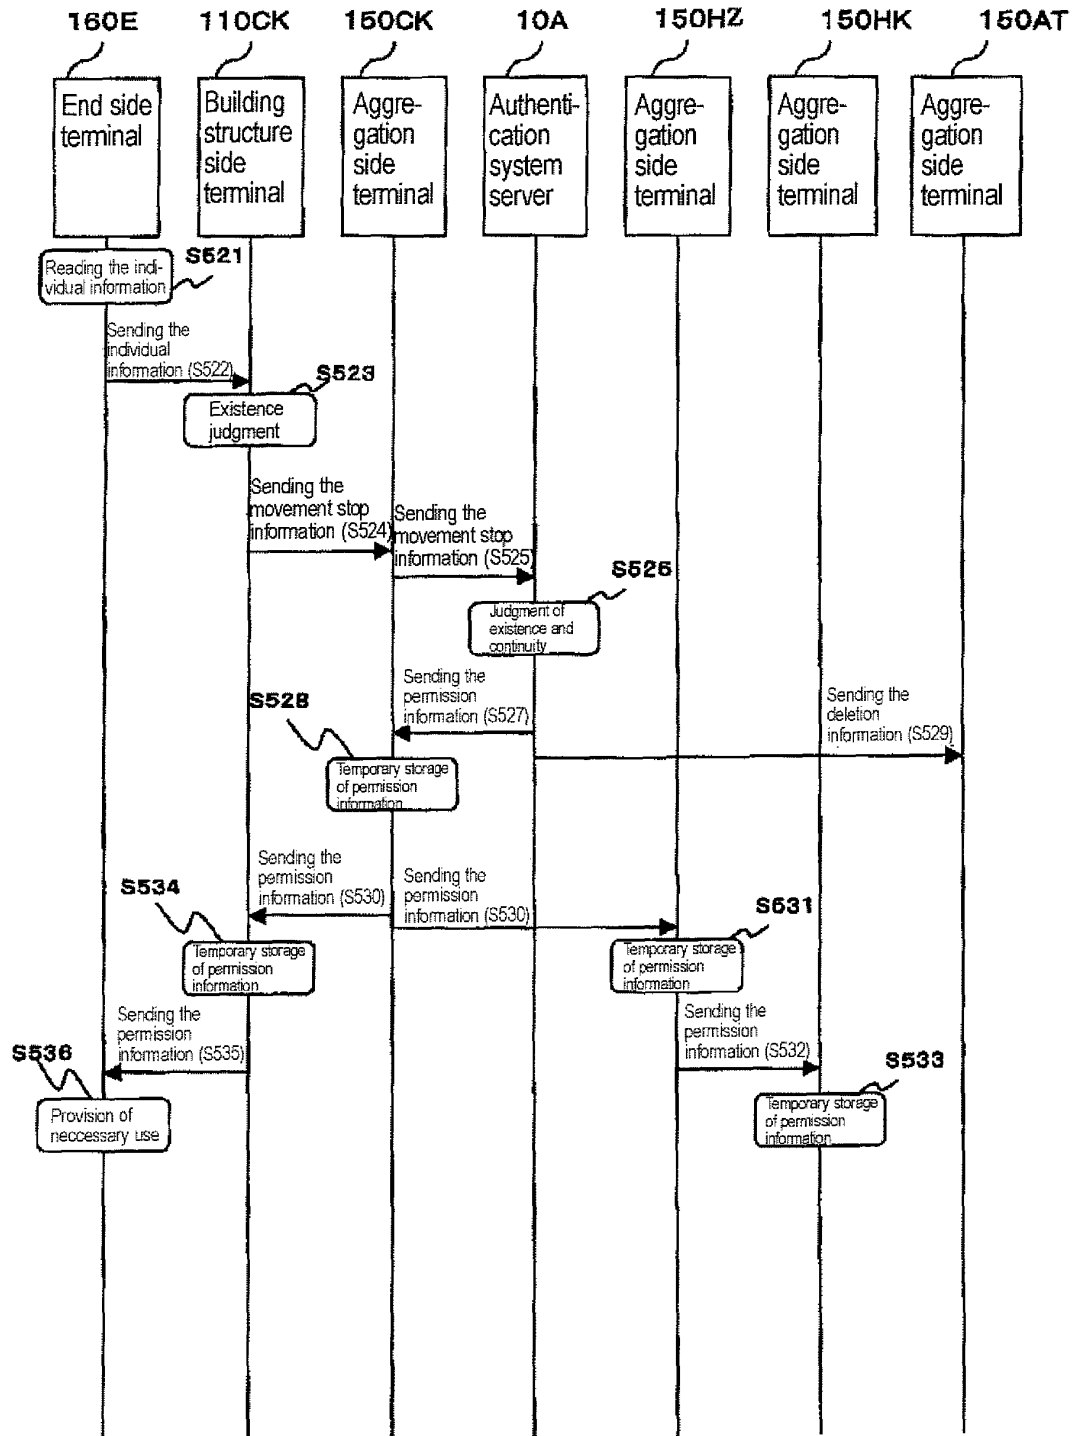 160E 110CK 150CK 10A 150HZ 150HK 150AT
End side
terminal
Building
structure
side
terminal
Aggre-
gation
side
terminal
Authenti-
cation
system
server
Aggre-
gation
side
terminal
Aggre-
gation
side
terminal
Aggre-
gation
side
terminal
S521
Reading the indi-
vidual information
Sending the
individual
information (S522)
S523
Existence
judgment
Sending the
movement stop
information (S524)
Sending the
movement stop
information (S525)
S526
Judgment of
existence and
continuity
Sending the
permission
information (S527)
S528
Temporary storage
of permission
information
Sending the
deletion
information (S529)
Sending the
permission
information (S530)
Sending the
permission
information (S530)
S534
Temporary storage
of permission
information
S531
Temporary storage
of permission
information
Sending the
permission
information (S535)
Sending the
permission
information (S532)
S536
Provision of
neccessary use
S533
Temporary storage
of permission
information